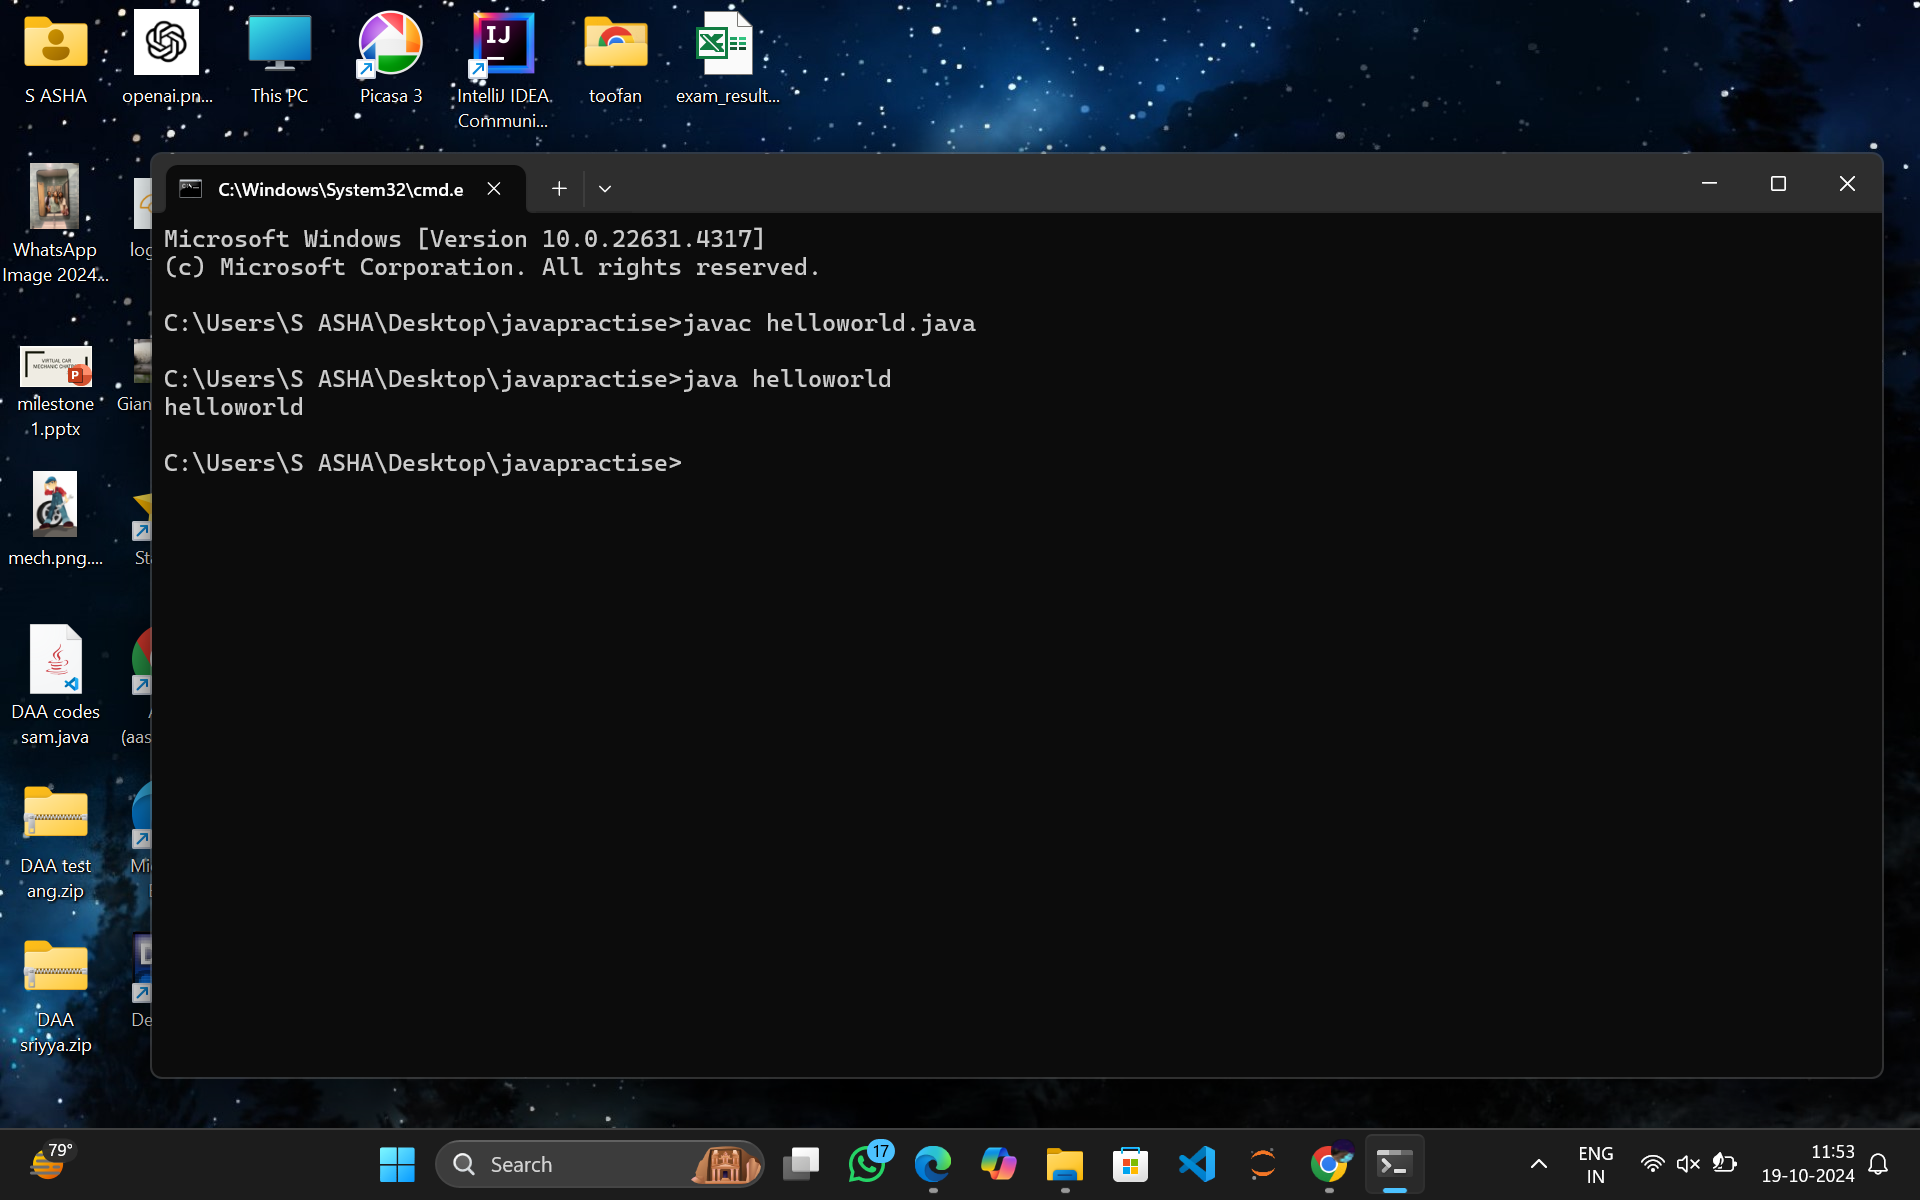 S ASHA
openai.pn...
This PC
Picasa 3
IntelliJ IDEA
Communi...
toofan
exam_result...
WhatsApp
Image 2024...
log
milestone
1.pptx
Gian
mech.png....
St
DAA codes
sam.java
(aas
DAA test
ang.zip
Mi
DAA
sriyya.zip
De
C:\Windows\System32\cmd.e
Microsoft Windows [Version 10.0.22631.4317]
(c) Microsoft Corporation. All rights reserved.
C:\Users\S ASHA\Desktop\javapractise>javac helloworld.java
C:\Users\S ASHA\Desktop\javapractise>java helloworld
helloworld
C:\Users\S ASHA\Desktop\javapractise>
79°
Search
17
ENG
IN
11:53
19-10-2024